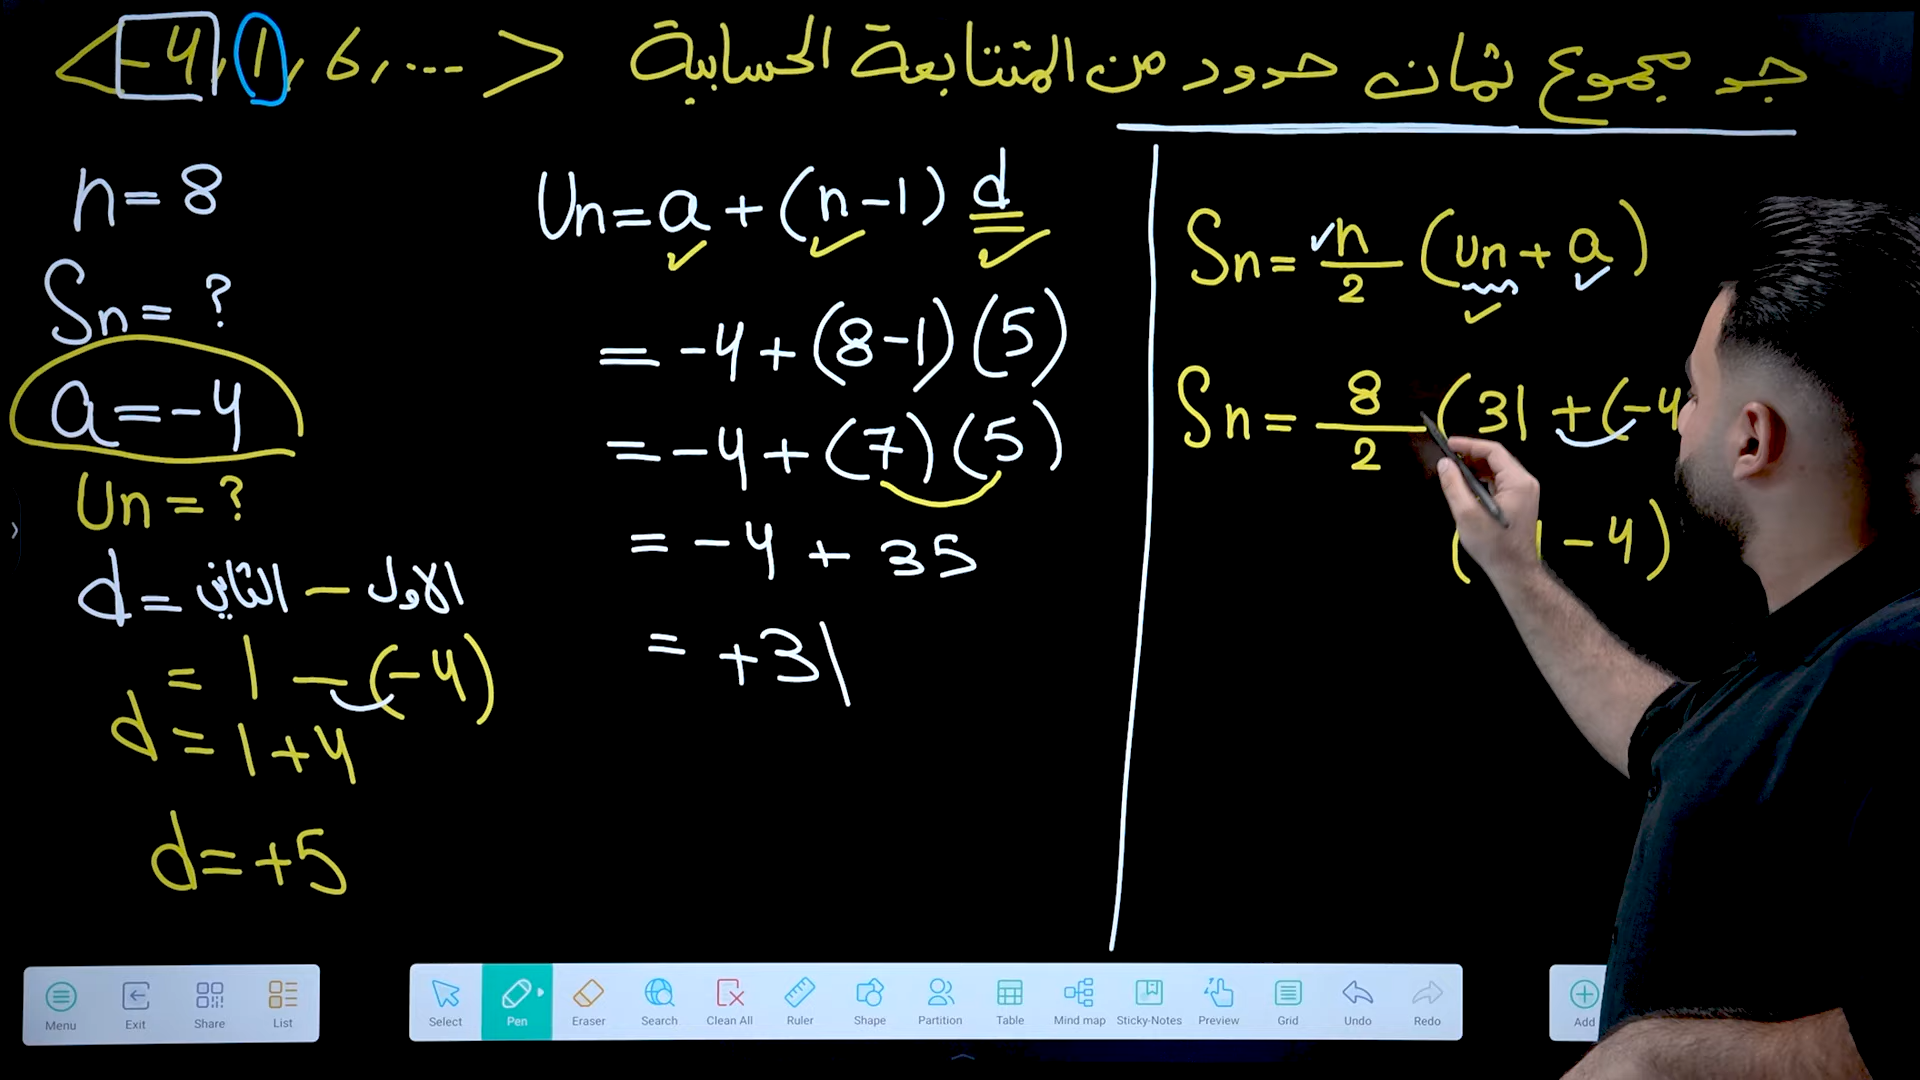 جد مجموع ثمان حدود من المتتابعة الحسابية < -4, 1, 6, ... >
n = 8
Sn = ?
a = -4
Un = ?
d = الثاني - الاول
= 1 - (-4)
d = 1 + 4
d = +5
Un = a + (n-1) d
= -4 + (8-1) (5)
= -4 + (7) (5)
= -4 + 35
= +31
Sn = n/2 (Un + a)
Sn = 8/2 (31 + (-4
- 4)
Menu Exit Share List
Select Pen Eraser Search Clean All Ruler Shape Partition Table Mind map Sticky-Notes Preview Grid Undo Redo
Add